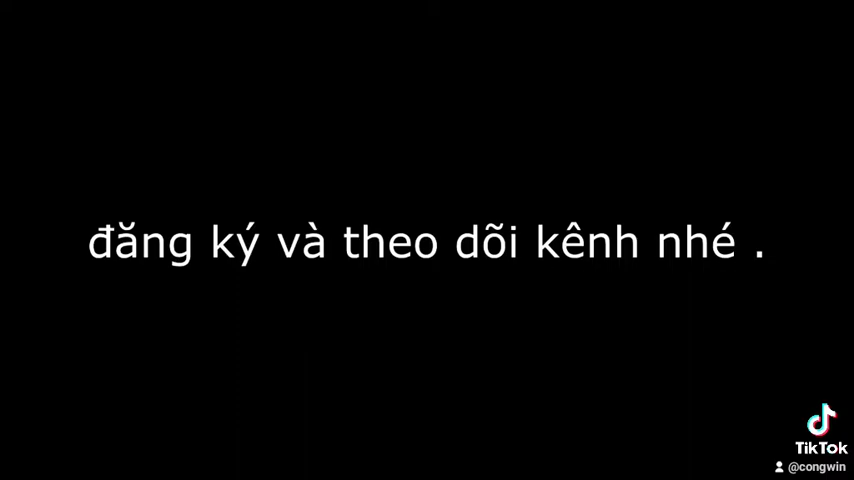 đăng ký và theo dõi kênh nhé .
TikTok
@congwin